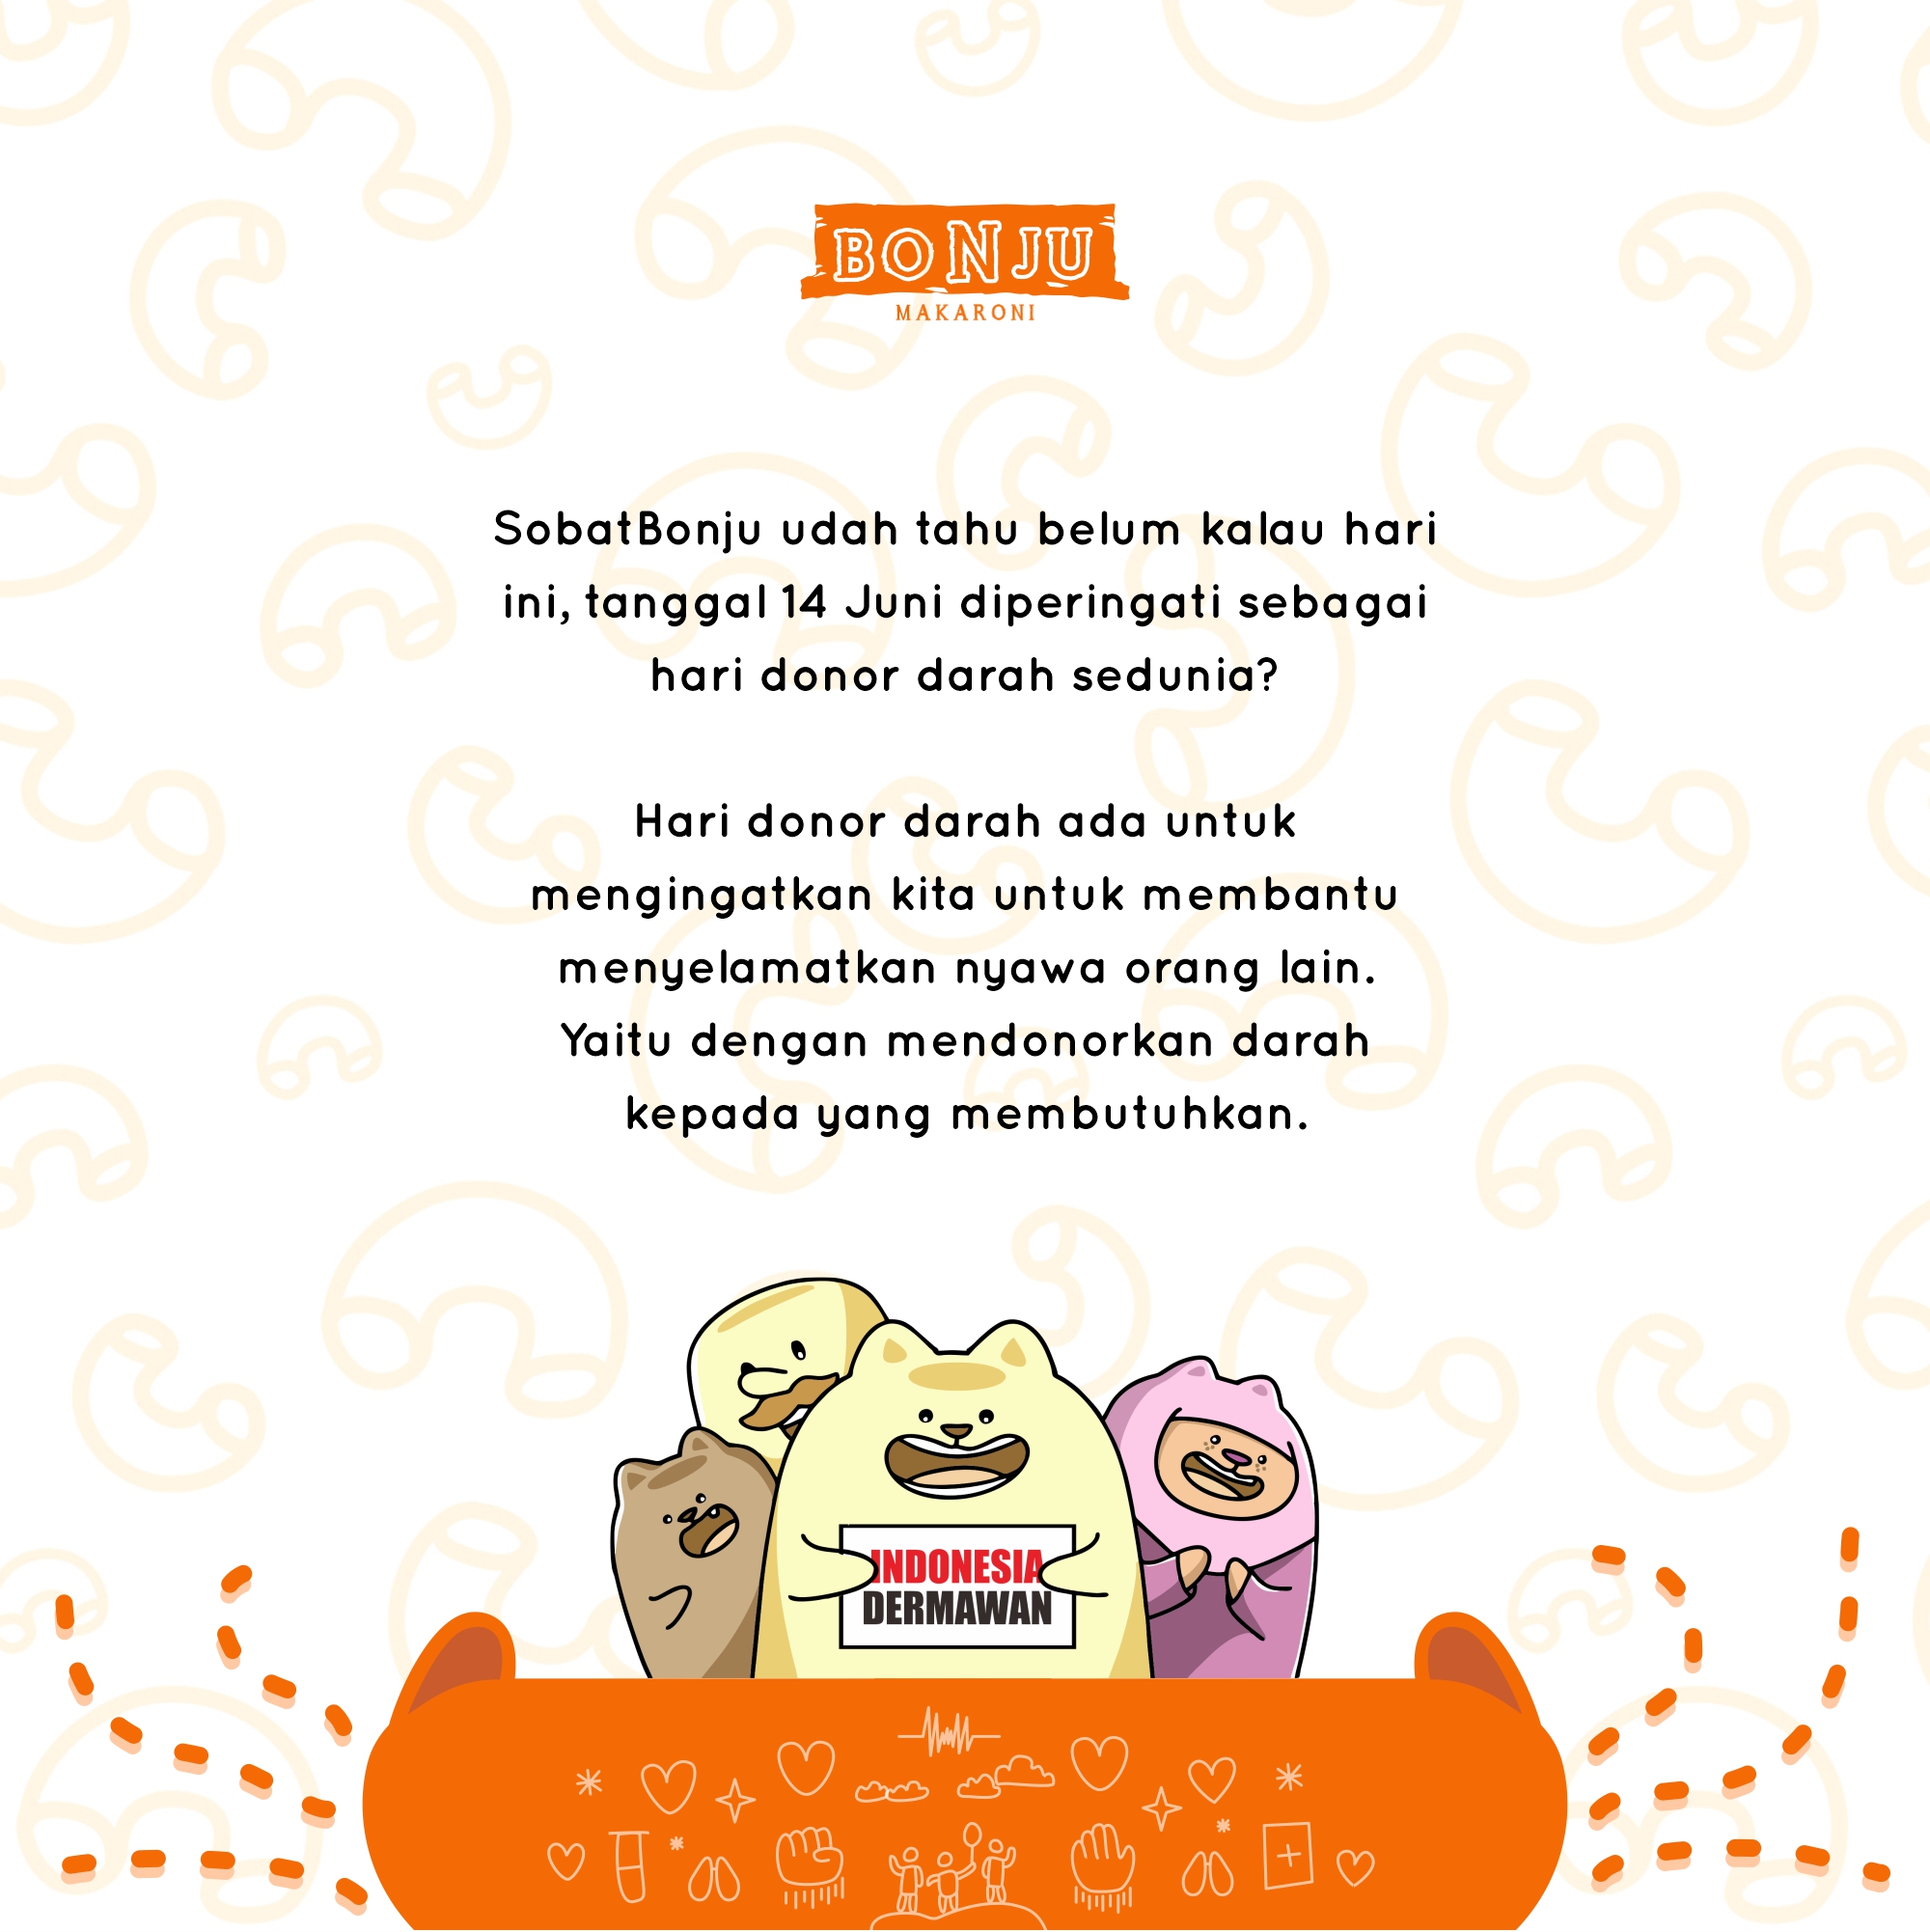 BONJU
MAKARONI
SobatBonju udah tahu belum kalau hari
ini, tanggal 14 Juni diperingati sebagai
hari donor darah sedunia?
Hari donor darah ada untuk
mengingatkan kita untuk membantu
menyelamatkan nyawa orang lain.
Yaitu dengan mendonorkan darah
kepada yang membutuhkan.
INDONESIA
DERMAWAN